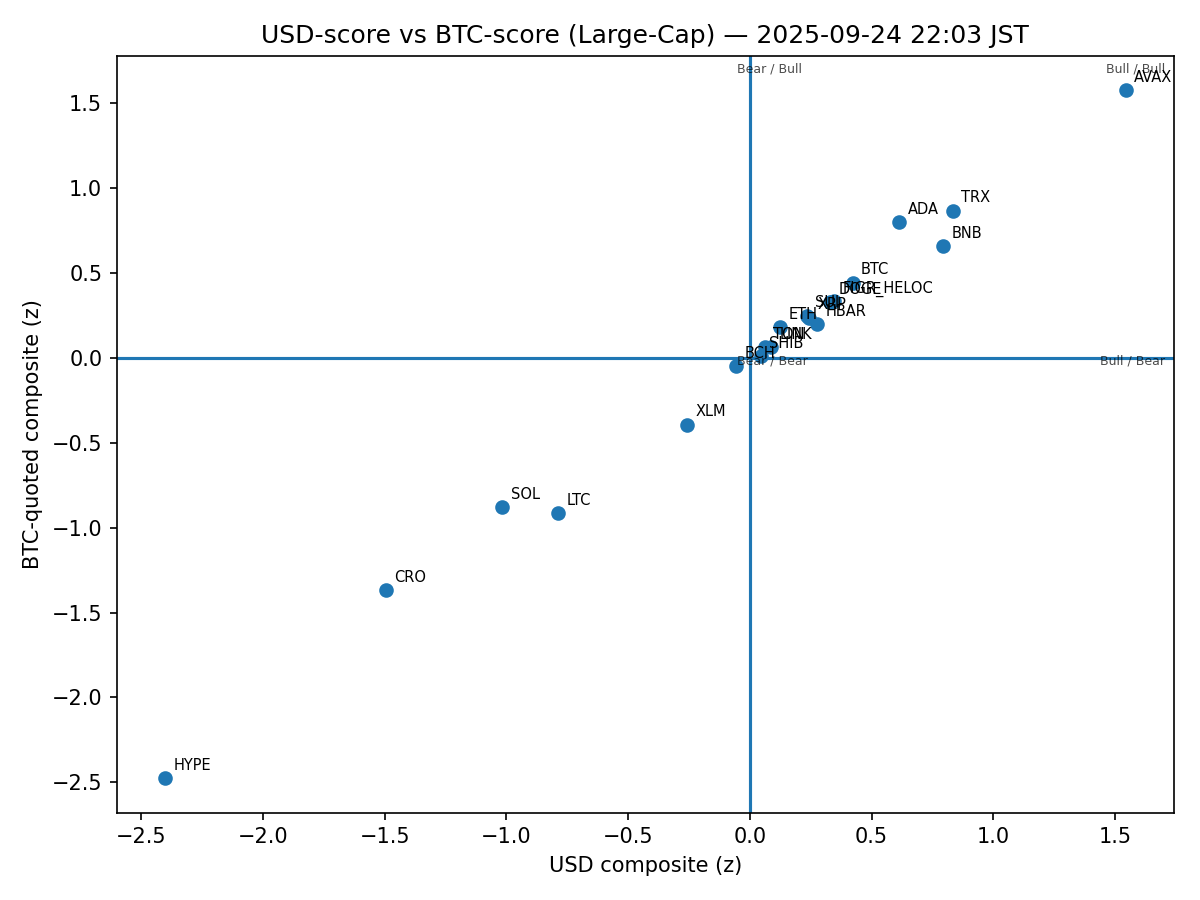 USD-score vs BTC-score (Large-Cap) — 2025-09-24 22:03 JST
Bear / Bull
Bull / Bull
AVAX
TRX
ADA
BNB
BTC
DOGE
FIGR_HELOC
XRP
HBAR
ETH
LINK
SHIB
BCH
Bear / Bear
Bull / Bear
XLM
SOL
LTC
CRO
HYPE
1.5
1.0
0.5
0.0
−0.5
−1.0
−1.5
−2.0
−2.5
−2.5
−2.0
−1.5
−1.0
−0.5
0.0
0.5
1.0
1.5
USD composite (z)
BTC-quoted composite (z)